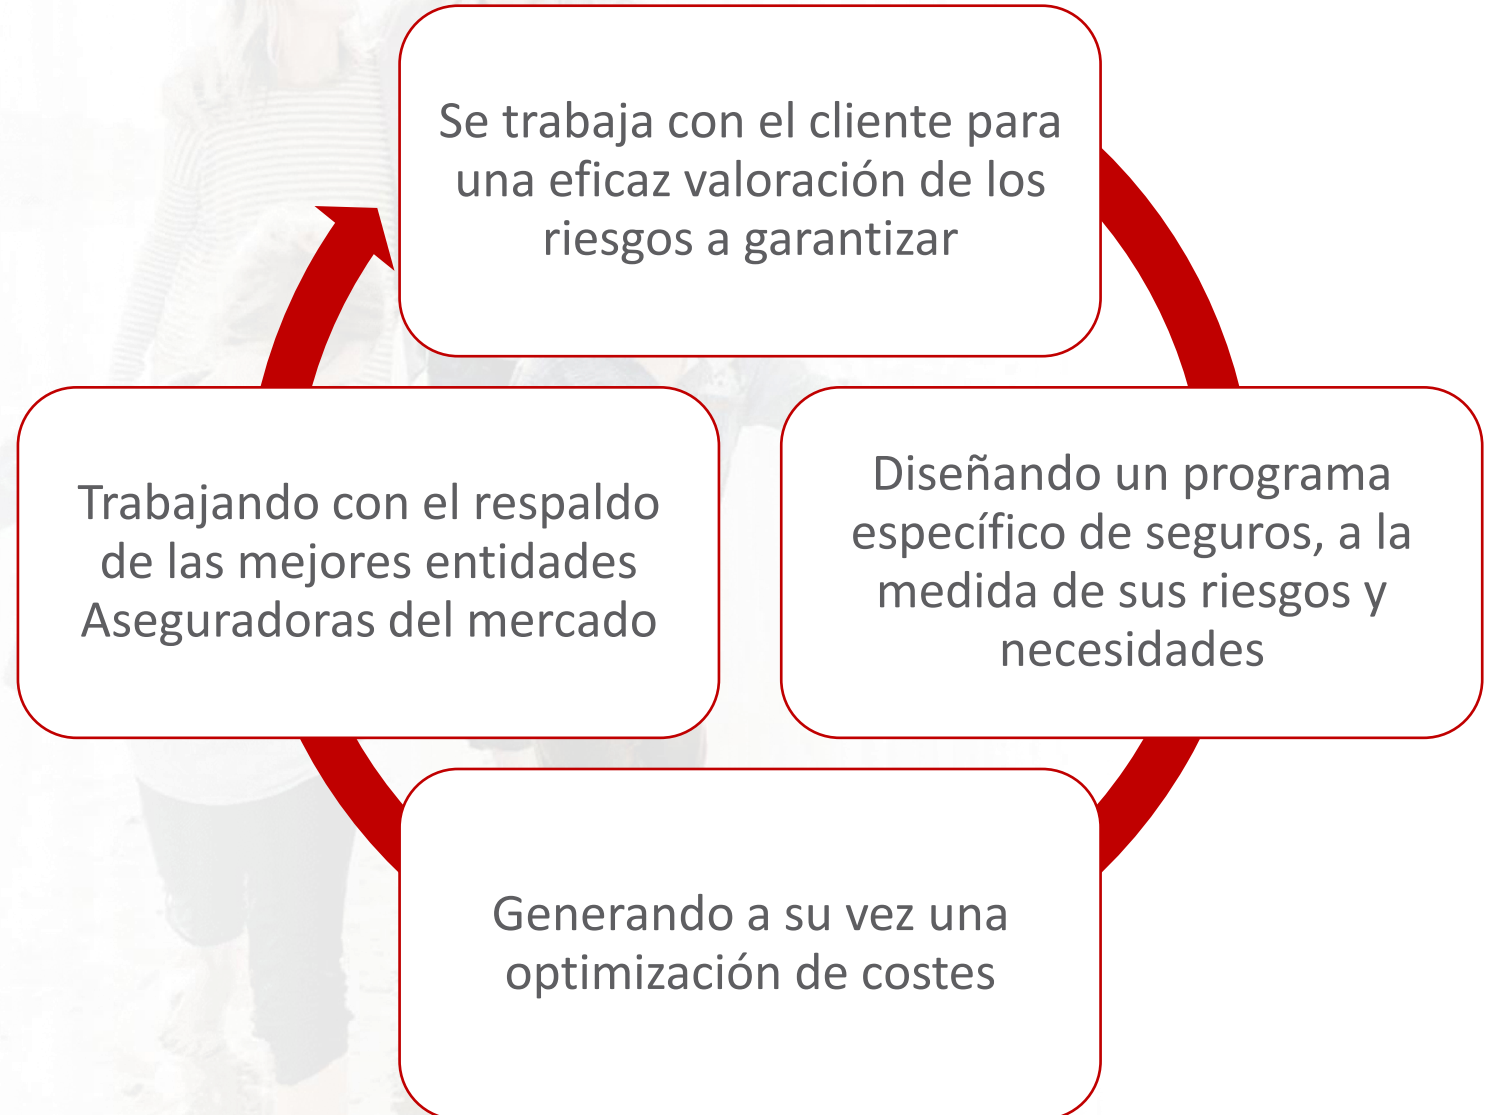 Se trabaja con el cliente para
una eficaz valoración de los
riesgos a garantizar
Diseñando un programa
específico de seguros, a la
medida de sus riesgos y
necesidades
Generando a su vez una
optimización de costes
Trabajando con el respaldo
de las mejores entidades
Aseguradoras del mercado